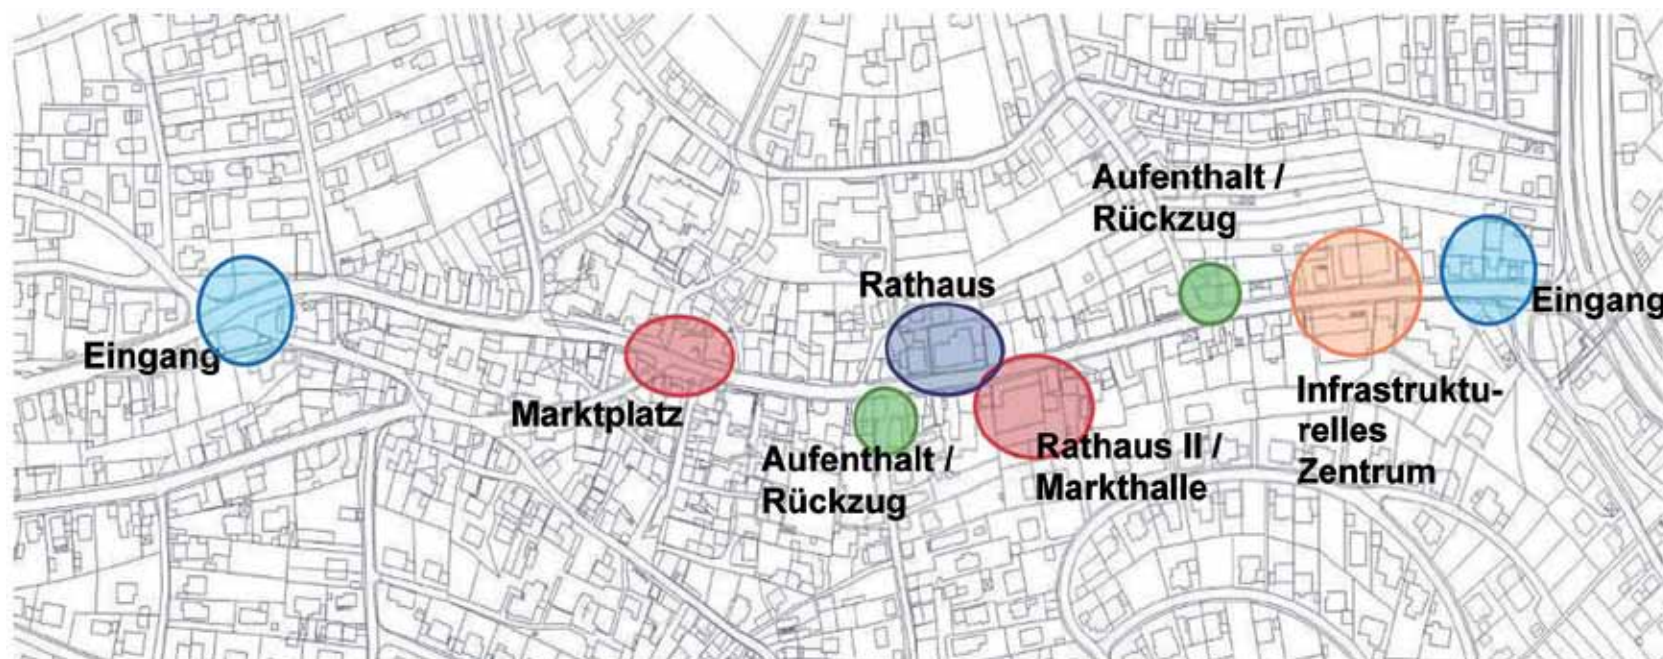 Aufenthalt /
Rückzug
Rathaus
Eingang
Eingang
Marktplatz
Infrastruktu-
relles
Zentrum
Aufenthalt /
Rückzug
Rathaus II /
Markthalle